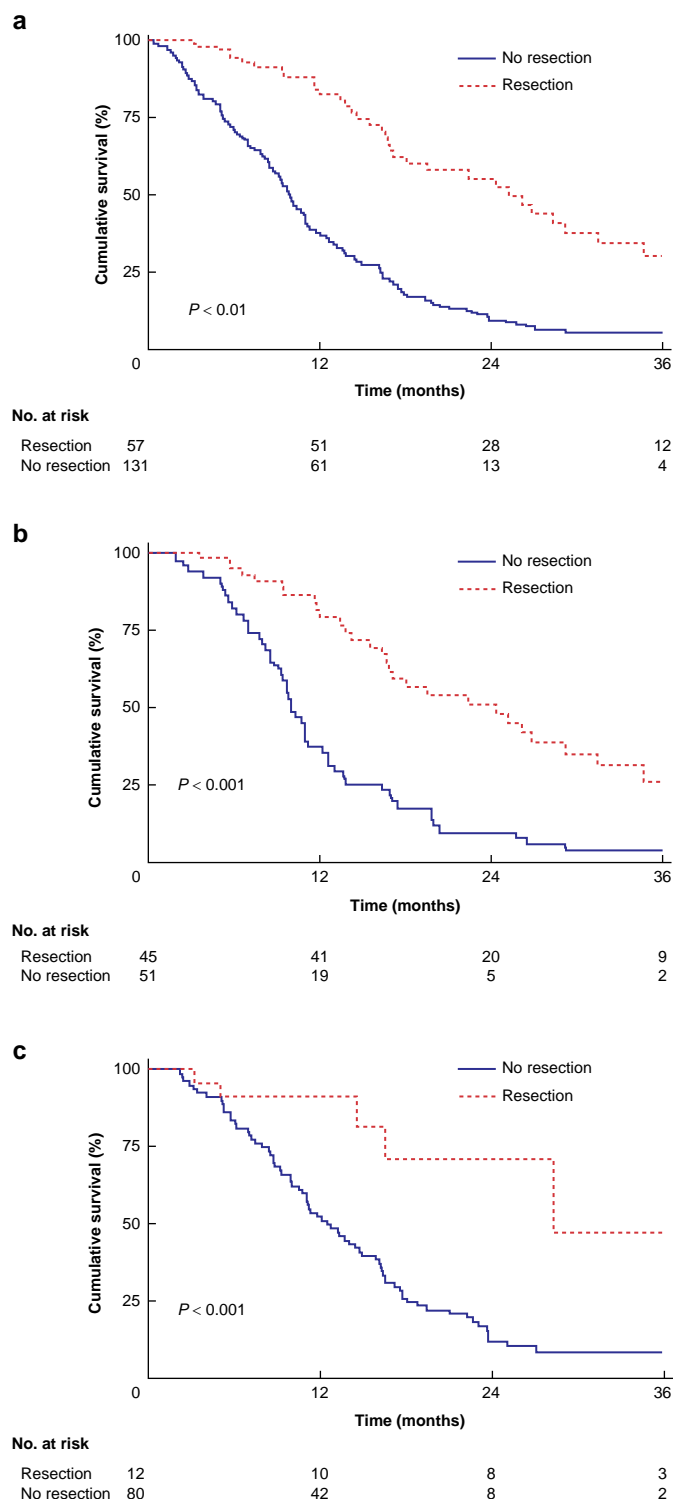 a
100
75
50
25
0
Cumulative survival (%)
No resection
Resection
P < 0.01
12 24 36
Time (months)
No. at risk
Resection 57 51 28 12
No resection 131 61 13 4
b
100
75
50
25
0
Cumulative survival (%)
No resection
Resection
P < 0.001
12 24 36
Time (months)
No. at risk
Resection 45 41 20 9
No resection 51 19 5 2
c
100
75
50
25
0
Cumulative survival (%)
No resection
Resection
P < 0.001
12 24 36
Time (months)
No. at risk
Resection 12 10 8 3
No resection 80 42 8 2